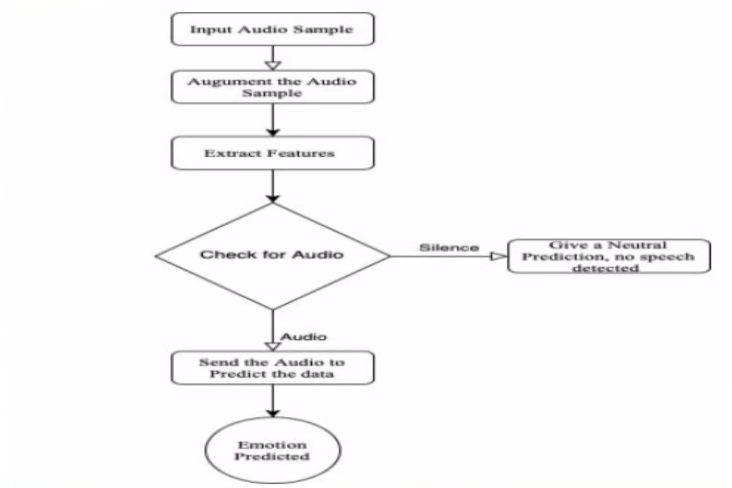 Input Audio Sample
Augument the Audio
Sample
Extract Features
Check for Audio
Silence
Give a Neutral
Prediction, no speech
detected
Audio
Send the Audio to
Predict the data
Emotion
Predicted